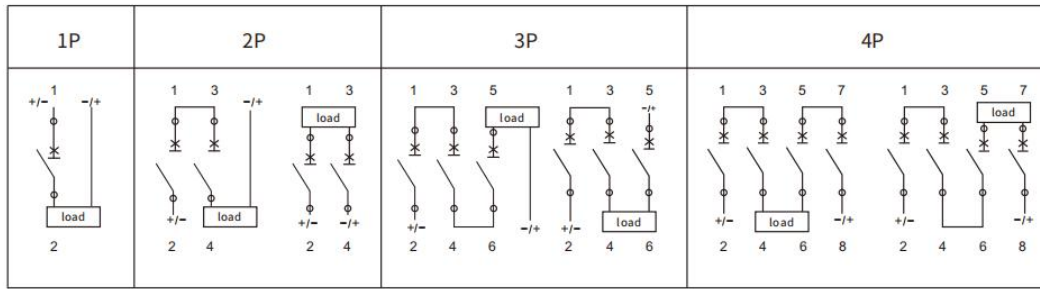 1P 2P 3P 4P
1 1 3 1 3 1 3 5 1 3 5 1 3 5 7 1 3 5 7
+/− −/+ −/+ load load −/+ load
load load load load
+/− +/− −/+ +/− −/+ +/− +/− −/+ +/− −/+
2 2 4 2 4 2 4 6 2 4 6 2 4 6 8 2 4 6 8